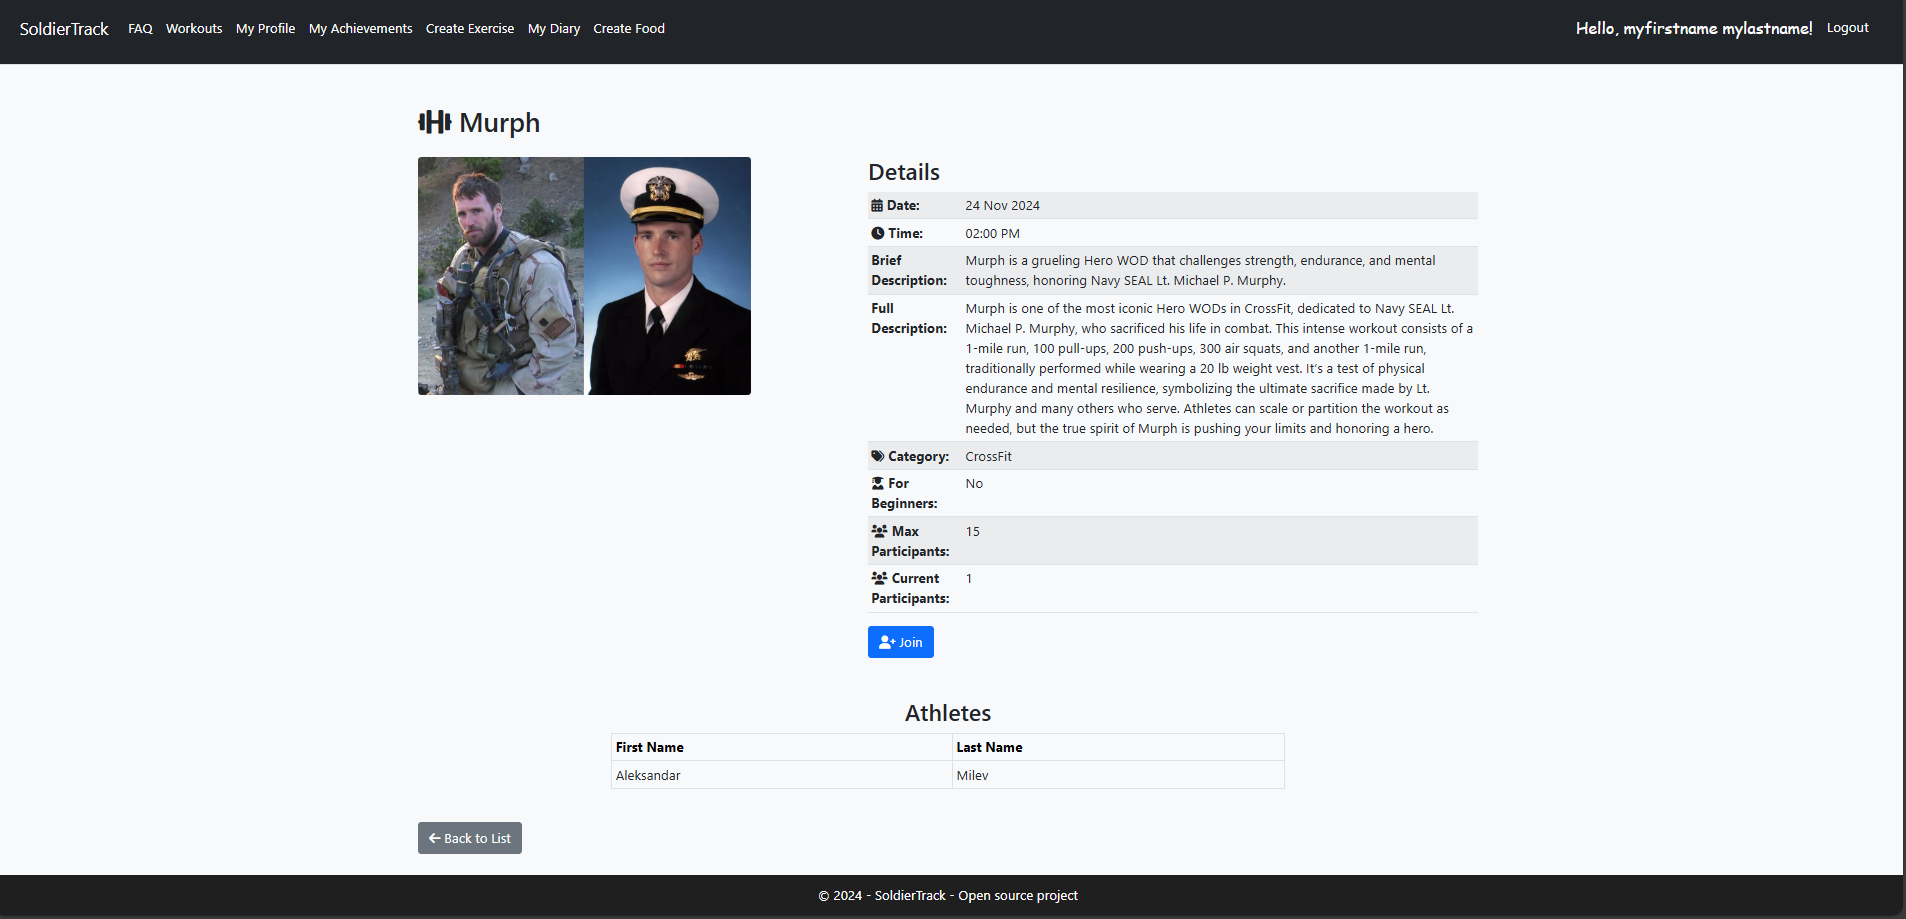 SoldierTrack FAQ Workouts My Profile My Achievements Create Exercise My Diary Create Food Hello, myfirstname mylastname! Logout
Murph
Details
Date: 24 Nov 2024
Time: 02:00 PM
Brief Description: Murph is a grueling Hero WOD that challenges strength, endurance, and mental
toughness, honoring Navy SEAL Lt. Michael P. Murphy.
Full Description: Murph is one of the most iconic Hero WODs in CrossFit, dedicated to Navy SEAL Lt.
Michael P. Murphy, who sacrificed his life in combat. This intense workout consists of a
1-mile run, 100 pull-ups, 200 push-ups, 300 air squats, and another 1-mile run,
traditionally performed while wearing a 20 lb weight vest. It's a test of physical
endurance and mental resilience, symbolizing the ultimate sacrifice made by Lt.
Murphy and many others who serve. Athletes can scale or partition the workout as
needed, but the true spirit of Murph is pushing your limits and honoring a hero.
Category: CrossFit
For Beginners: No
Max Participants: 15
Current Participants: 1
Join
Athletes
First Name Last Name
Aleksandar Milev
Back to List
© 2024 - SoldierTrack - Open source project